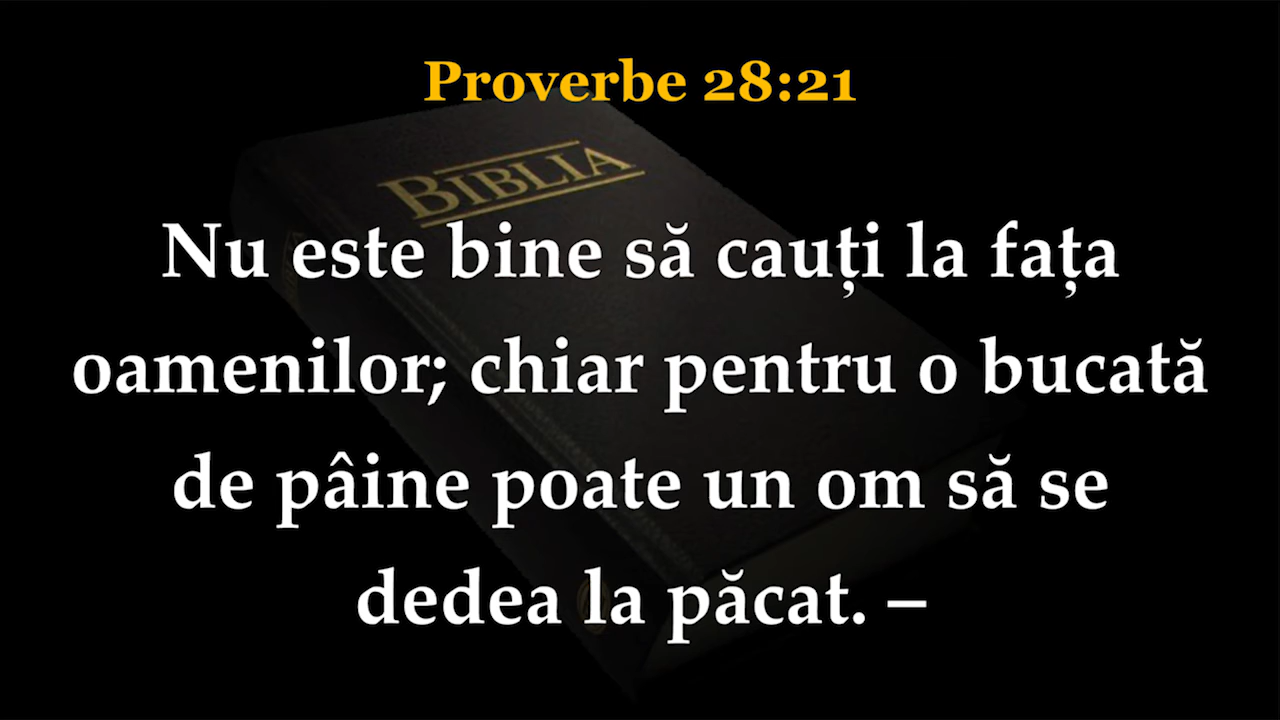 Proverbe 28:21
BIBLIA
Nu este bine să cauți la fața
oamenilor; chiar pentru o bucată
de pâine poate un om să se
dedea la păcat. –